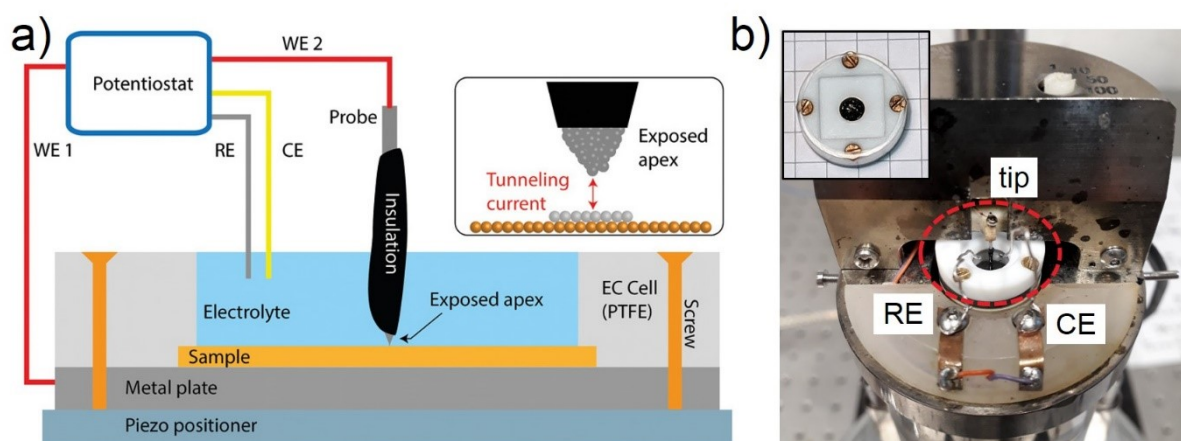 a)
WE 2
Potentiostat
WE 1
RE
CE
Probe
Insulation
Exposed
apex
Tunneling
current
Electrolyte
Exposed apex
EC Cell
(PTFE)
Screw
Sample
Metal plate
Piezo positioner
b)
tip
RE
CE